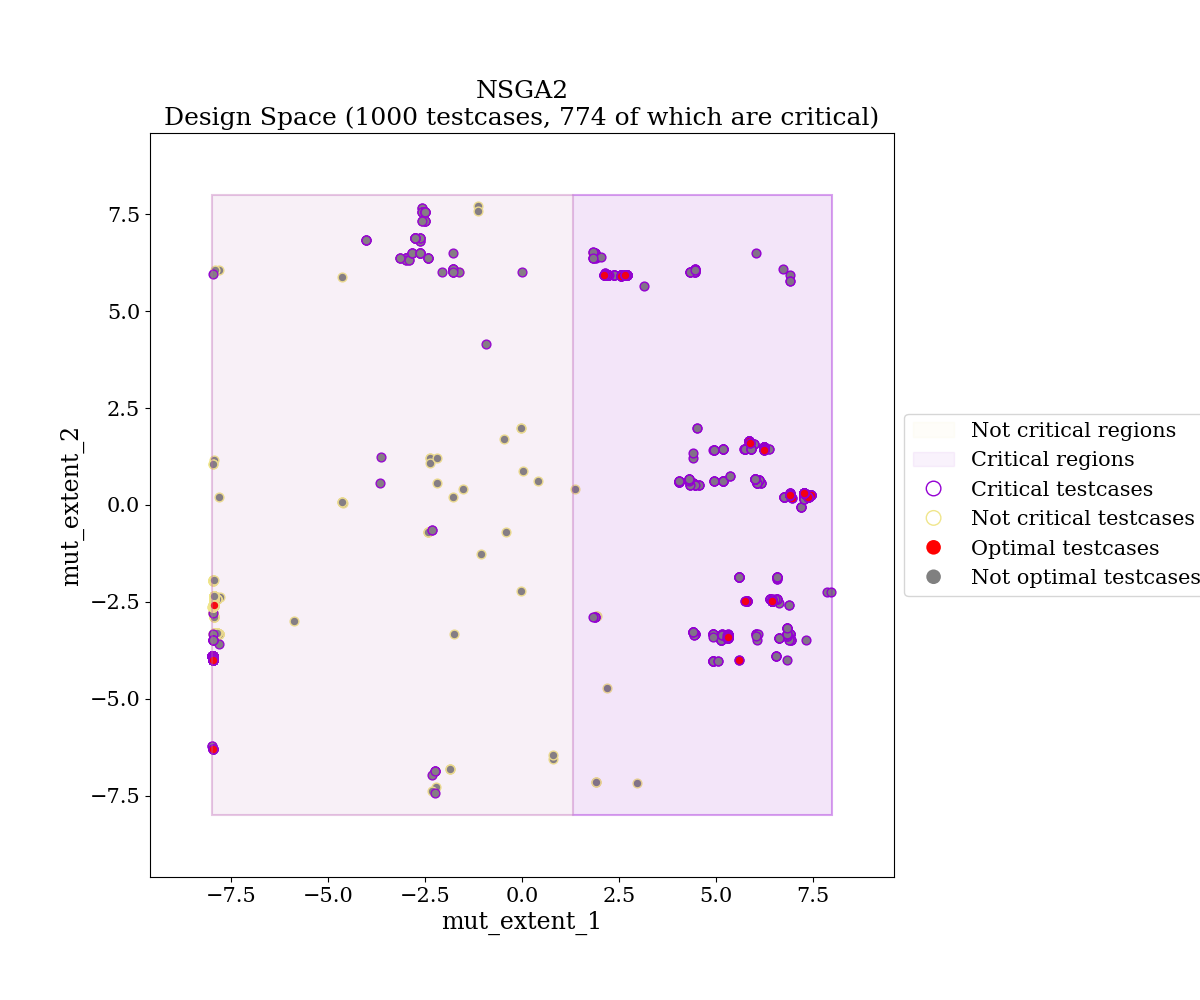 NSGA2
Design Space (1000 testcases, 774 of which are critical)
7.5
5.0
2.5
0.0
−2.5
−5.0
−7.5
mut_extent_2
−7.5 −5.0 −2.5 0.0 2.5 5.0 7.5
mut_extent_1
Not critical regions
Critical regions
Critical testcases
Not critical testcases
Optimal testcases
Not optimal testcases